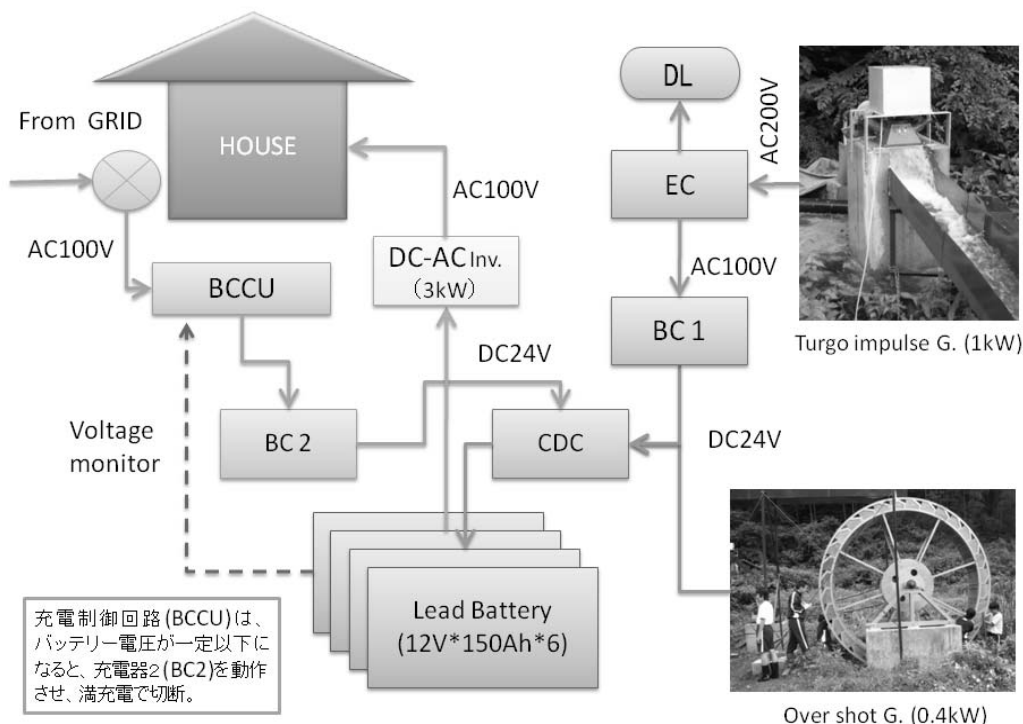 From GRID
HOUSE
DL
AC200V
EC
AC100V
AC100V
DC-AC Inv.
(3kW)
AC100V
BCCU
BC 1
Turgo impulse G. (1kW)
DC24V
Voltage
monitor
BC 2
CDC
DC24V
Lead Battery
(12V*150Ah*6)
充電制御回路(BCCU)は、
バッテリー電圧が一定以下に
なると、充電器2(BC2)を動作
させ、満充電で切断。
Over shot G. (0.4kW)